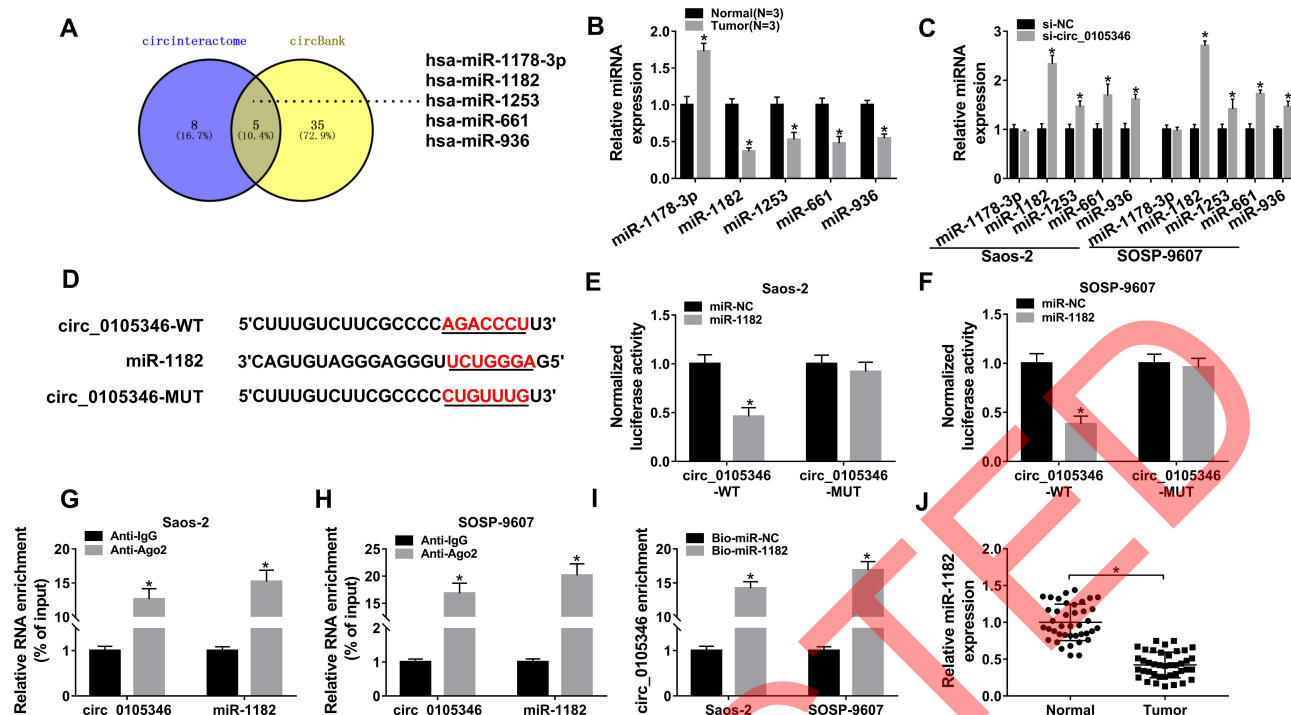 A
circinteractome
circBank
8
(16.7%)
5
(10.4%)
35
(72.9%)
hsa-miR-1178-3p
hsa-miR-1182
hsa-miR-1253
hsa-miR-661
hsa-miR-936
B
Normal(N=3)
Tumor(N=3)
Relative miRNA
expression
2.0
1.5
1.0
0.5
0.0
* * * * *
miR-1178-3p
miR-1182
miR-1253
miR-661
miR-936
C
si-NC
si-circ_0105346
Relative miRNA
expression
3
2
1
0
* * * * * * * *
miR-1178-3p
miR-1182
miR-1253
miR-661
miR-936
miR-1178-3p
miR-1182
miR-1253
miR-661
miR-936
Saos-2
SOSP-9607
D
circ_0105346-WT 5'CUUUGUCUUCGCCCCAGACCCUU3'
miR-1182 3'CAGUGUAGGGAGGGUUCUGGGAG5'
circ_0105346-MUT 5'CUUUGUCUUCGCCCCCUGUUUGU3'
E
Saos-2
miR-NC
miR-1182
Normalized
luciferase activity
1.5
1.0
0.5
0.0
*
circ_0105346
-WT
circ_0105346
-MUT
F
SOSP-9607
miR-NC
miR-1182
Normalized
luciferase activity
1.5
1.0
0.5
0.0
*
circ_0105346
-WT
circ_0105346
-MUT
G
Saos-2
Anti-IgG
Anti-Ago2
Relative RNA enrichment
(% of input)
20
15
10
2
1
0
* *
circ_0105346
miR-1182
H
SOSP-9607
Anti-IgG
Anti-Ago2
Relative RNA enrichment
(% of input)
25
20
15
2
1
0
* *
circ_0105346
miR-1182
I
Bio-miR-NC
Bio-miR-1182
circ_0105346 enrichment
20
15
10
1
0
* *
Saos-2
SOSP-9607
J
Relative miR-1182
expression
2.0
1.5
1.0
0.5
0.0
*
Normal
Tumor
CTED